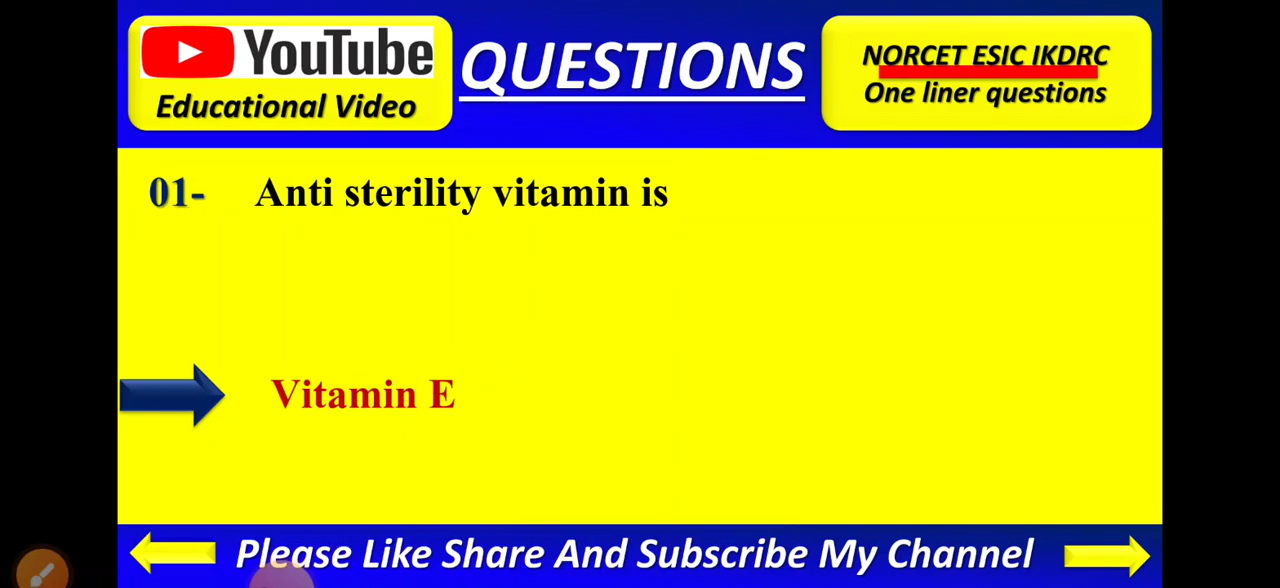 YouTube
Educational Video
QUESTIONS
NORCET ESIC IKDRC
One liner questions
01- Anti sterility vitamin is
Vitamin E
Please Like Share And Subscribe My Channel